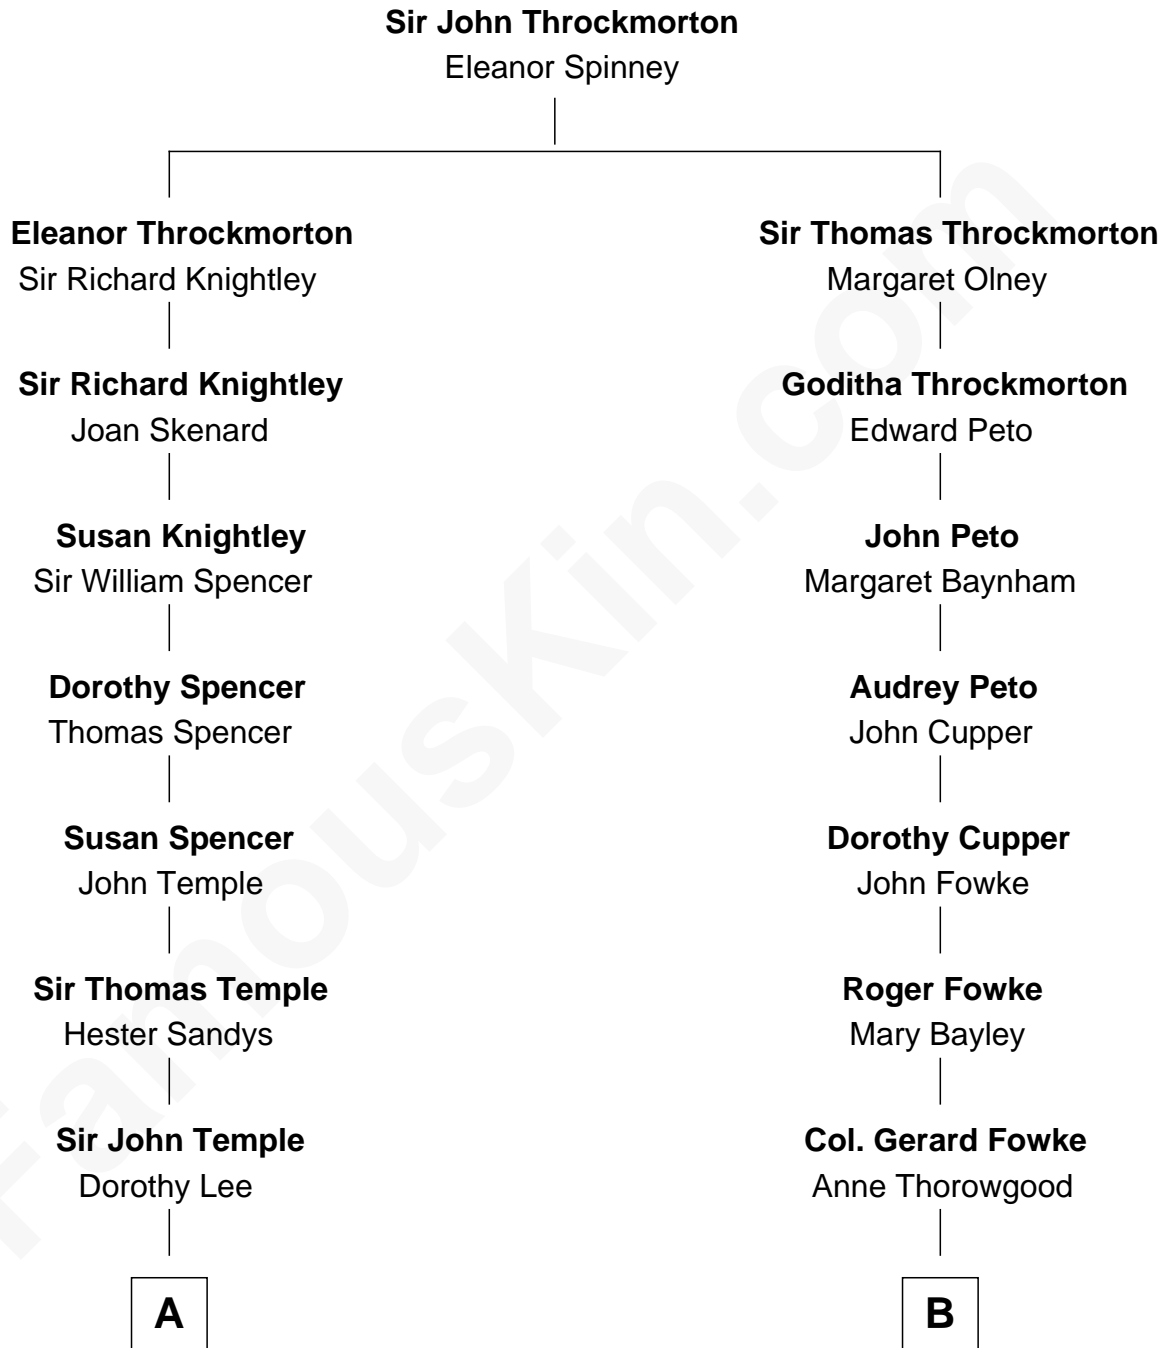 Sir John Throckmorton
Eleanor Spinney
Eleanor Throckmorton
Sir Richard Knightley
Sir Richard Knightley
Joan Skenard
Susan Knightley
Sir William Spencer
Dorothy Spencer
Thomas Spencer
Susan Spencer
John Temple
Sir Thomas Temple
Hester Sandys
Sir John Temple
Dorothy Lee
A
Sir Thomas Throckmorton
Margaret Olney
Goditha Throckmorton
Edward Peto
John Peto
Margaret Baynham
Audrey Peto
John Cupper
Dorothy Cupper
John Fowke
Roger Fowke
Mary Bayley
Col. Gerard Fowke
Anne Thorowgood
B
FamousKin.com